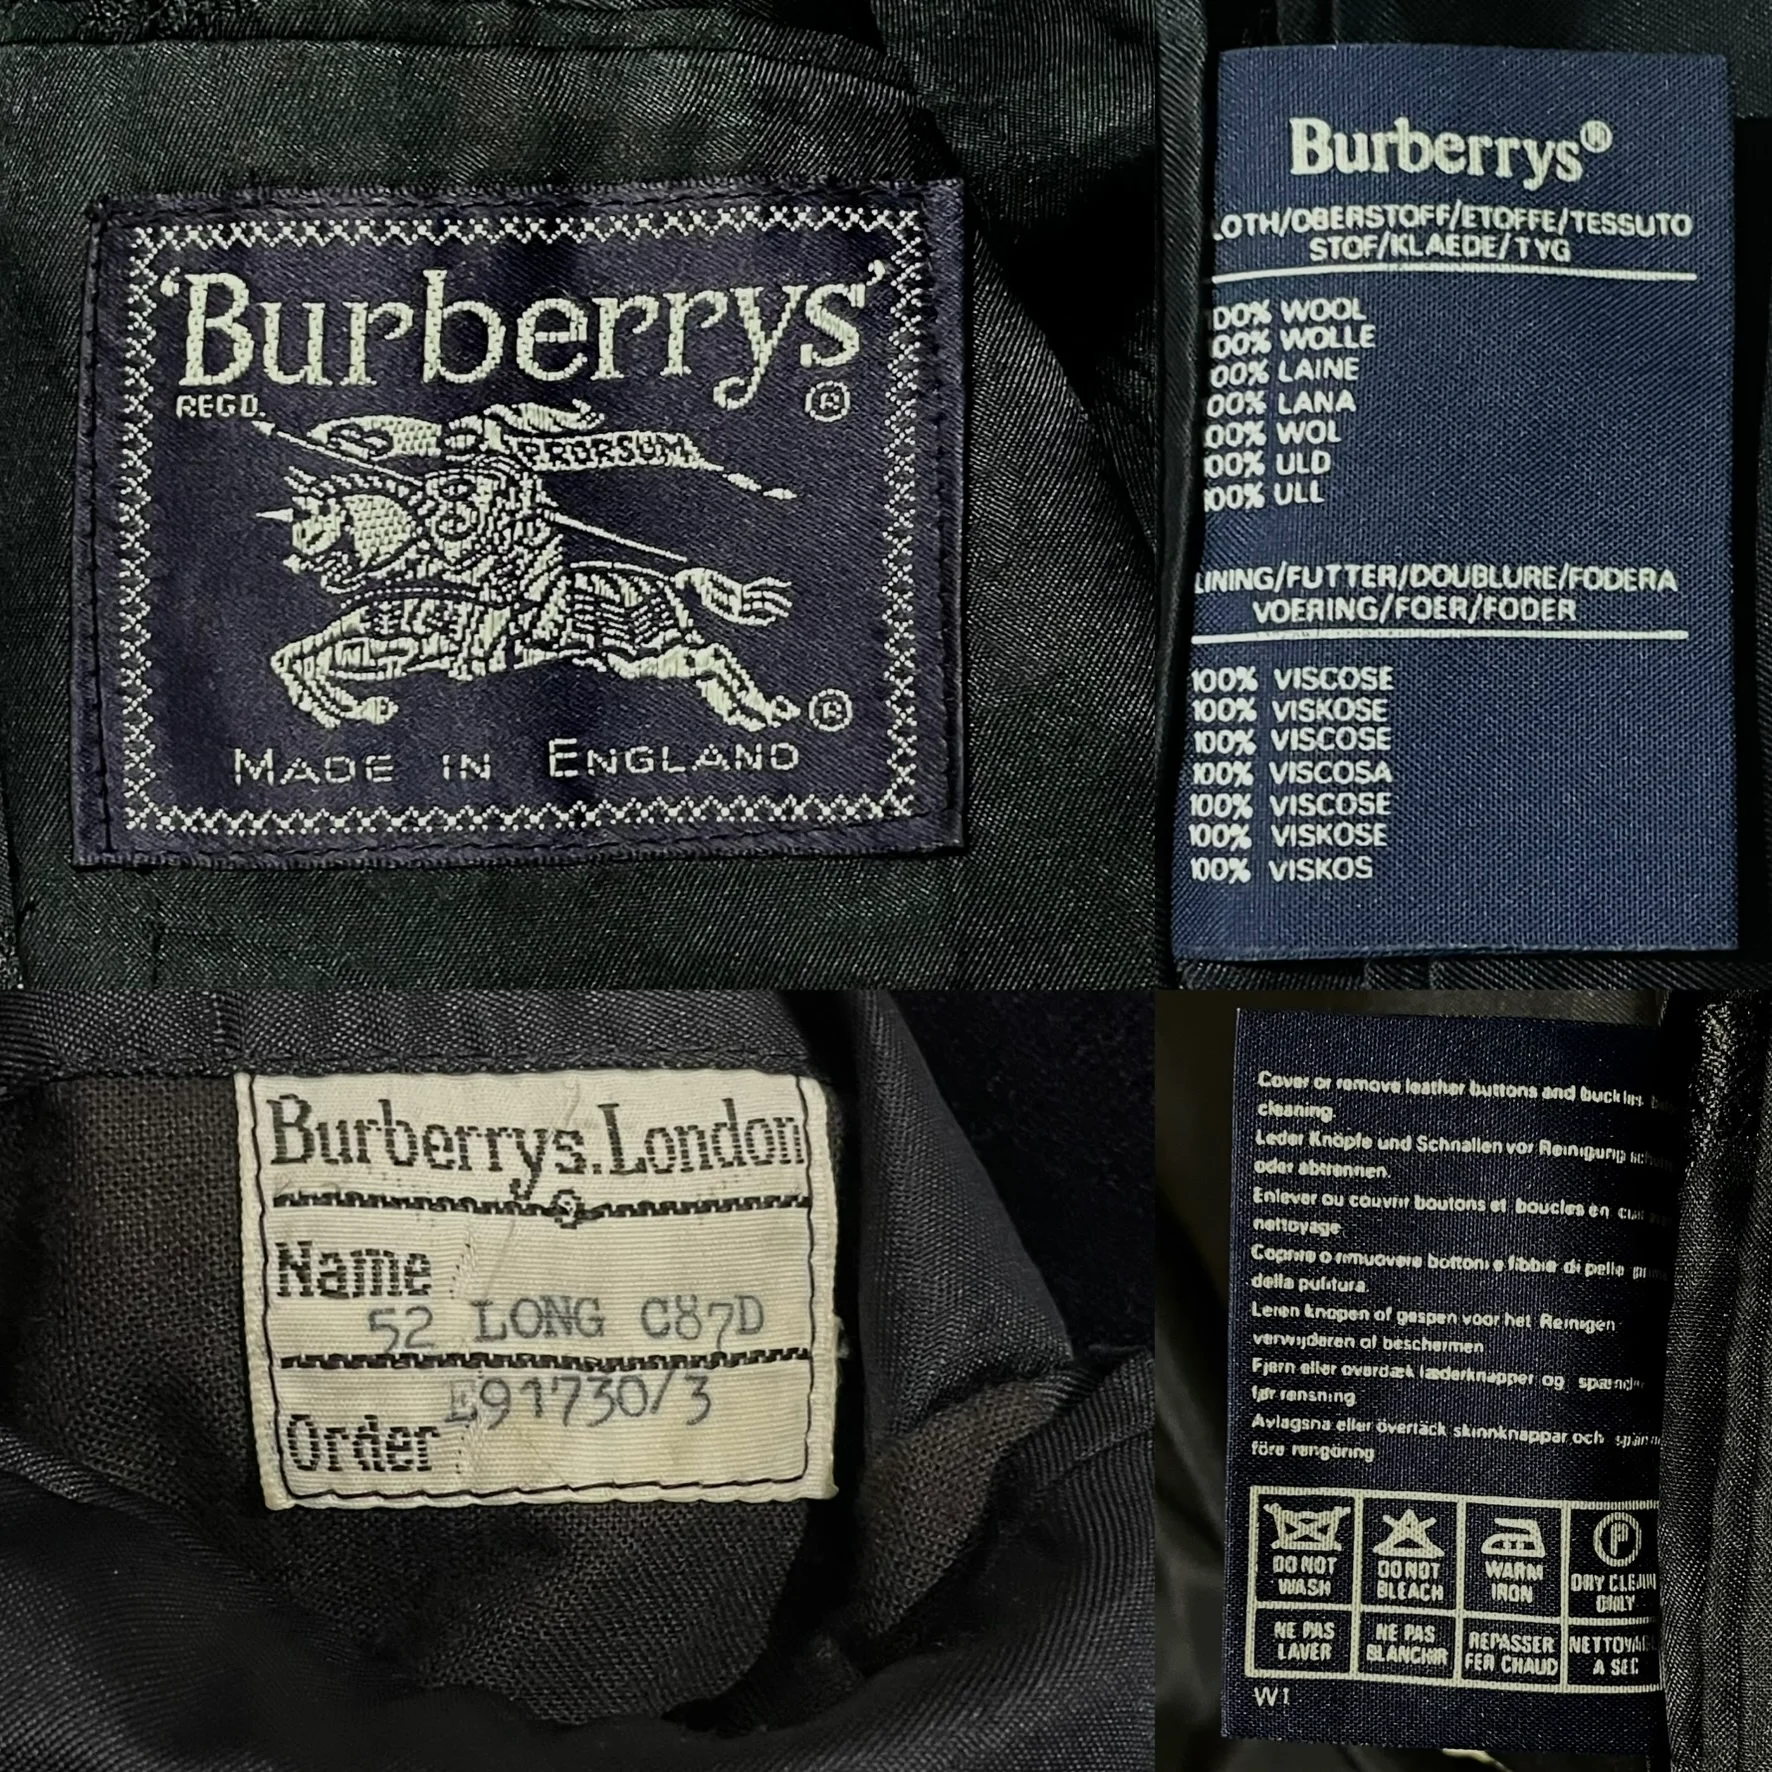 'Burberrys'
®
REGD.
PRORSUM
®
MADE IN ENGLAND
Burberrys®
LOTH/OBERSTOFF/ETOFFE/TESSUTO
STOF/KLAEDE/TYG
00% WOOL
00% WOLLE
00% LAINE
00% LANA
00% WOL
100% ULD
100% ULL
LINING/FUTTER/DOUBLURE/FODERA
VOERING/FOER/FODER
100% VISCOSE
100% VISKOSE
100% VISCOSE
100% VISCOSA
100% VISCOSE
100% VISKOSE
100% VISKOS
Burberrys.London
Name
52 LONG C87D
E91730/3
Order
Cover or remove leather buttons and buckles
cleaning.
Leder Knöpfe und Schnallen vor Reinigung
oder abtrennen.
Enlever ou couvrir boutons et boucles en
nettoyage.
Coprire o rimuovere bottoni e fibbie di pelle
della pulitura.
Leren knopen of gespen voor het Reinigen
verwijderen of beschermen
Fjern eller overdæk læderknapper og
før rensning
Avlägsna eller övertäck skinnknappar och
före rengöring
DO NOT WASH
DO NOT BLEACH
WARM IRON
P
DRY CLEAN ONLY
NE PAS LAVER
NE PAS BLANCHIR
REPASSER FER CHAUD
NETTOYAGE A SEC
W1